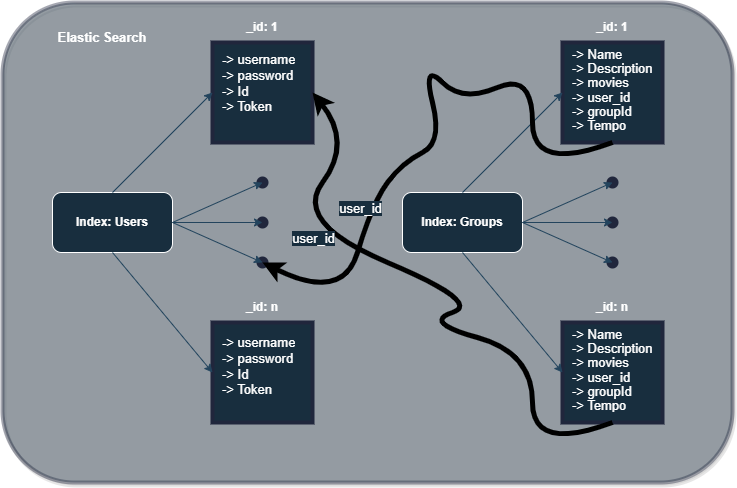 Elastic Search
_id: 1
-> username
-> password
-> Id
-> Token
_id: 1
-> Name
-> Description
-> movies
-> user_id
-> groupId
-> Tempo
Index: Users
user_id
user_id
Index: Groups
_id: n
-> username
-> password
-> Id
-> Token
_id: n
-> Name
-> Description
-> movies
-> user_id
-> groupId
-> Tempo